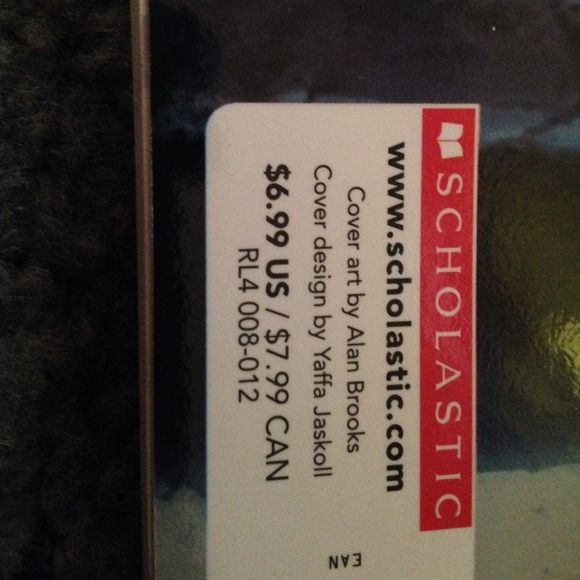 SCHOLASTIC
www.scholastic.com
Cover art by Alan Brooks
Cover design by Yaffa Jaskoll
$6.99 US / $7.99 CAN
RL4 008-012
EAN